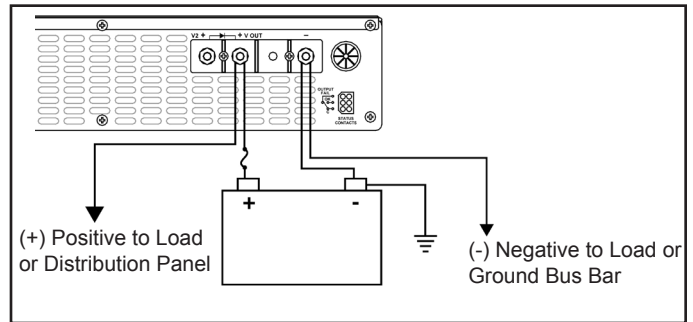 V2 + + V OUT -
OUTPUT
FAIL
OK
C
STATUS
CONTACTS
+ -
(+) Positive to Load
or Distribution Panel
(-) Negative to Load or
Ground Bus Bar